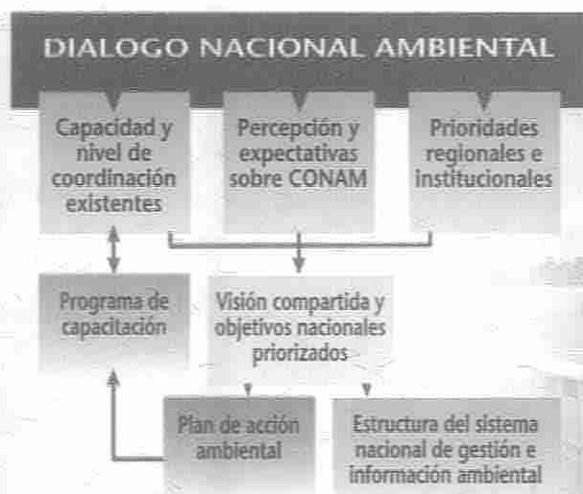 DIALOGO NACIONAL AMBIENTAL
Capacidad y
nivel de
coordinación
existentes
Percepción y
expectativas
sobre CONAM
Prioridades
regionales e
institucionales
Programa de
capacitación
Visión compartida y
objetivos nacionales
priorizados
Plan de acción
ambiental
Estructura del sistema
nacional de gestión e
información ambiental